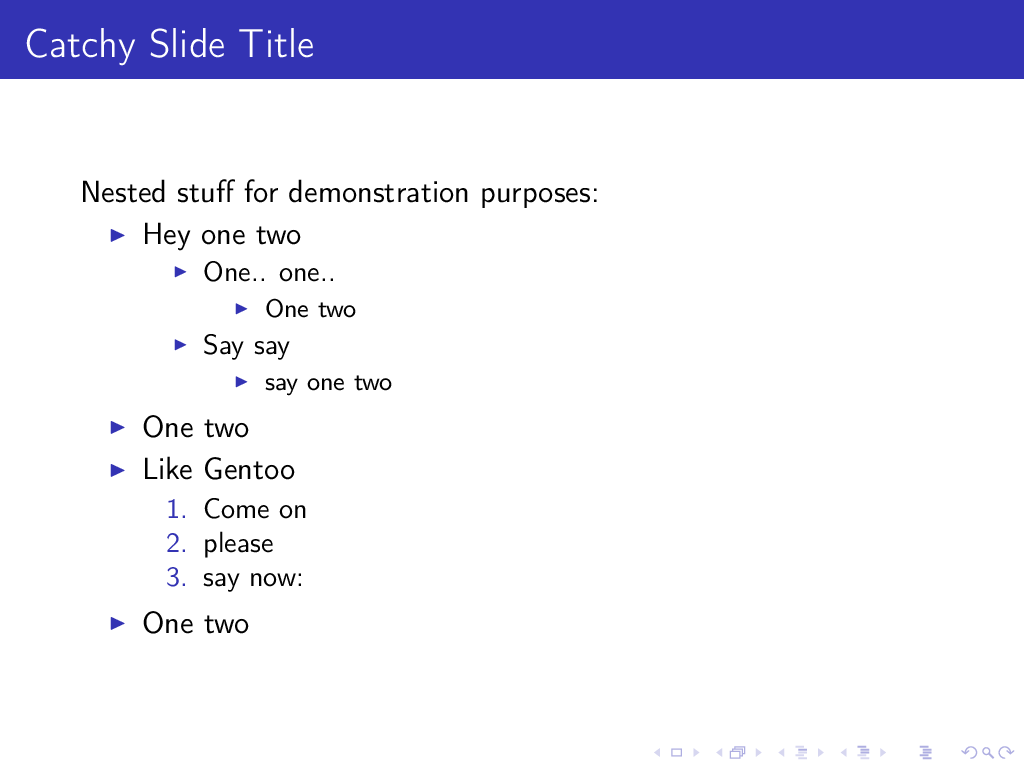 Catchy Slide Title
Nested stuff for demonstration purposes:
Hey one two
One.. one..
One two
Say say
say one two
One two
Like Gentoo
1. Come on
2. please
3. say now:
One two